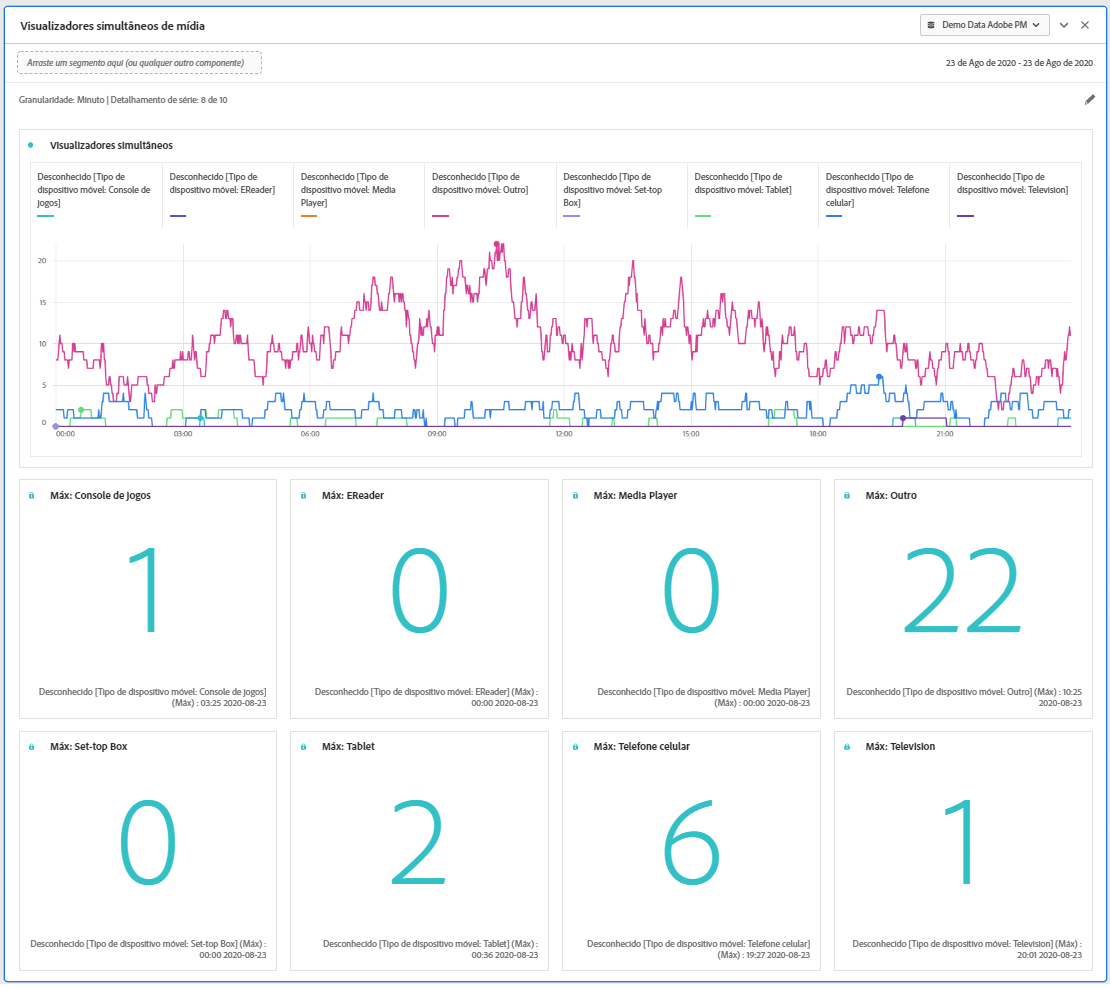 Visualizadores simultâneos de mídia
Demo Data Adobe PM
Arraste um segmento aqui (ou qualquer outro componente)
23 de Ago de 2020 - 23 de Ago de 2020
Granularidade: Minuto | Detalhamento de série: 8 de 10
Visualizadores simultâneos
Desconhecido [Tipo de
dispositivo móvel: Console de
jogos]
Desconhecido [Tipo de
dispositivo móvel: EReader]
Desconhecido [Tipo de
dispositivo móvel: Media
Player]
Desconhecido [Tipo de
dispositivo móvel: Outro]
Desconhecido [Tipo de
dispositivo móvel: Set-top
Box]
Desconhecido [Tipo de
dispositivo móvel: Tablet]
Desconhecido [Tipo de
dispositivo móvel: Telefone
celular]
Desconhecido [Tipo de
dispositivo móvel: Television]
20
15
10
5
0
00:00
03:00
06:00
09:00
12:00
15:00
18:00
21:00
Máx: Console de jogos
1
Desconhecido [Tipo de dispositivo móvel: Console de jogos]
(Máx) : 03:25 2020-08-23
Máx: EReader
0
Desconhecido [Tipo de dispositivo móvel: EReader] (Máx) :
00:00 2020-08-23
Máx: Media Player
0
Desconhecido [Tipo de dispositivo móvel: Media Player]
(Máx) : 00:00 2020-08-23
Máx: Outro
22
Desconhecido [Tipo de dispositivo móvel: Outro] (Máx) : 10:25
2020-08-23
Máx: Set-top Box
0
Desconhecido [Tipo de dispositivo móvel: Set-top Box] (Máx) :
00:00 2020-08-23
Máx: Tablet
2
Desconhecido [Tipo de dispositivo móvel: Tablet] (Máx) :
00:36 2020-08-23
Máx: Telefone celular
6
Desconhecido [Tipo de dispositivo móvel: Telefone celular]
(Máx) : 19:27 2020-08-23
Máx: Television
1
Desconhecido [Tipo de dispositivo móvel: Television] (Máx) :
20:01 2020-08-23